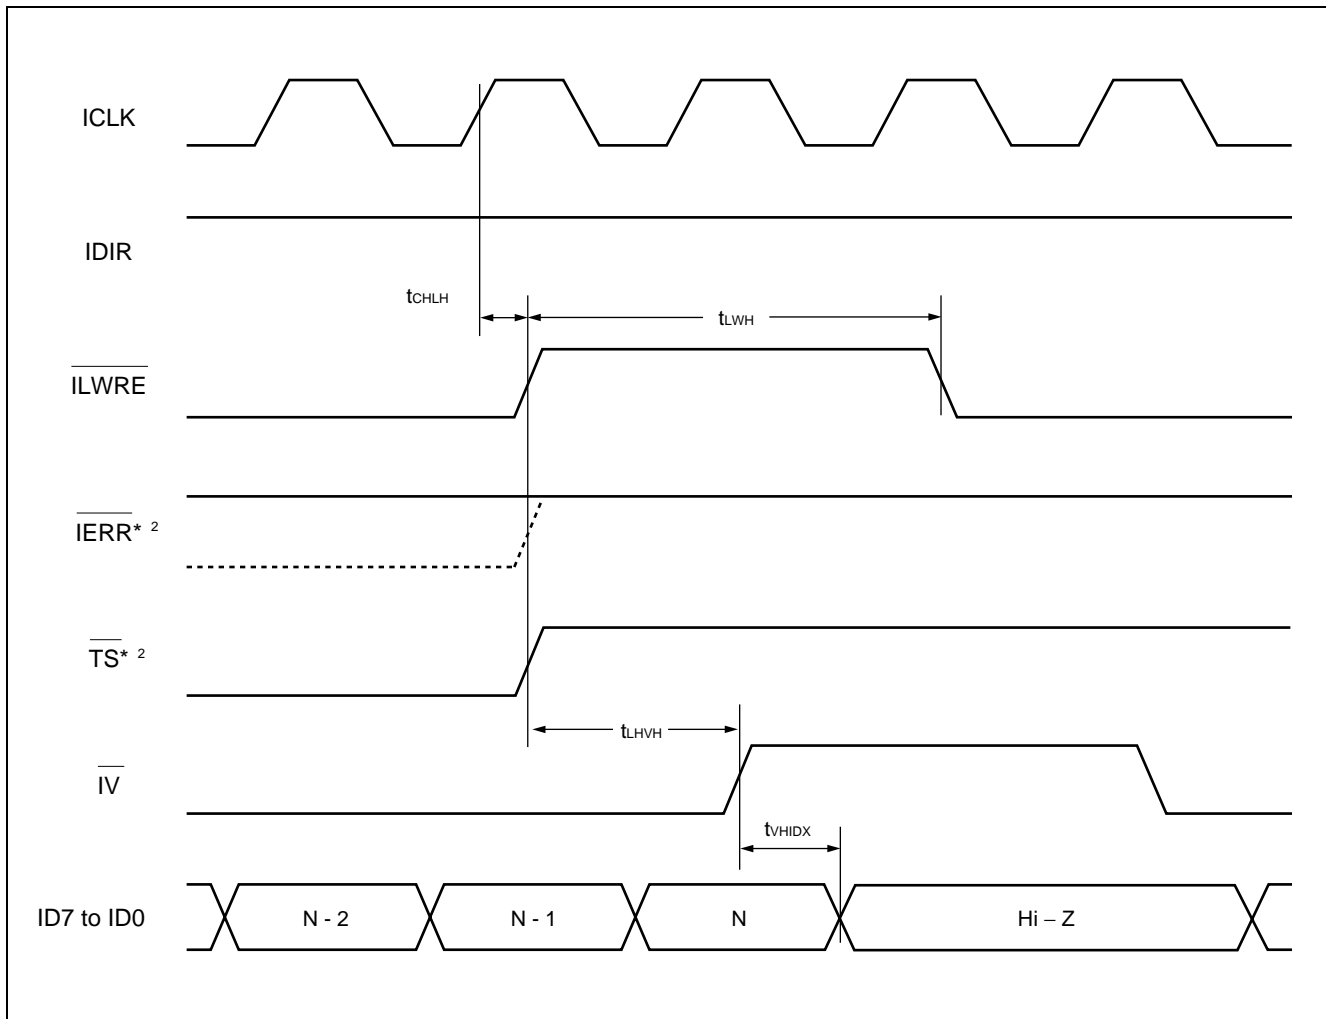 ICLK
IDIR
tCHLH
tLWH
ILWRE
IERR* 2
TS* 2
tLHVH
IV
tVHIDX
ID7 to ID0
N - 2
N - 1
N
Hi – Z